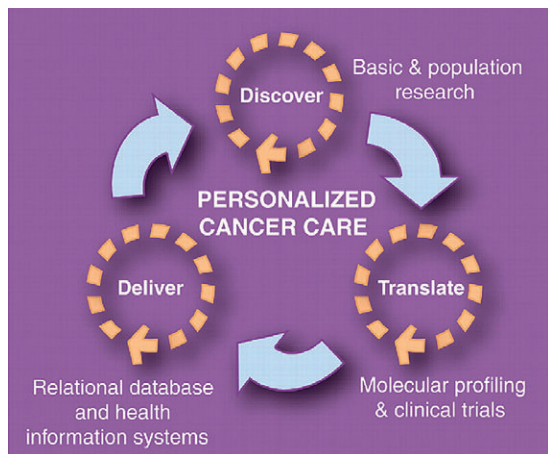 Discover
Basic & population
research
PERSONALIZED
CANCER CARE
Deliver
Translate
Relational database
and health
information systems
Molecular profiling
& clinical trials